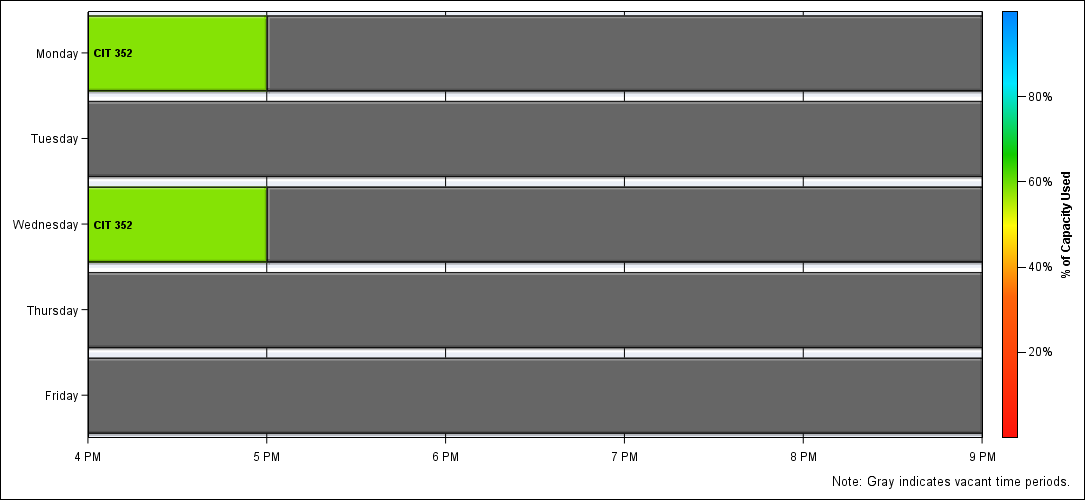 Monday
CIT 352
Tuesday
Wednesday
CIT 352
Thursday
Friday
4 PM 5 PM 6 PM 7 PM 8 PM 9 PM
80%
60%
40%
20%
% of Capacity Used
Note: Gray indicates vacant time periods.